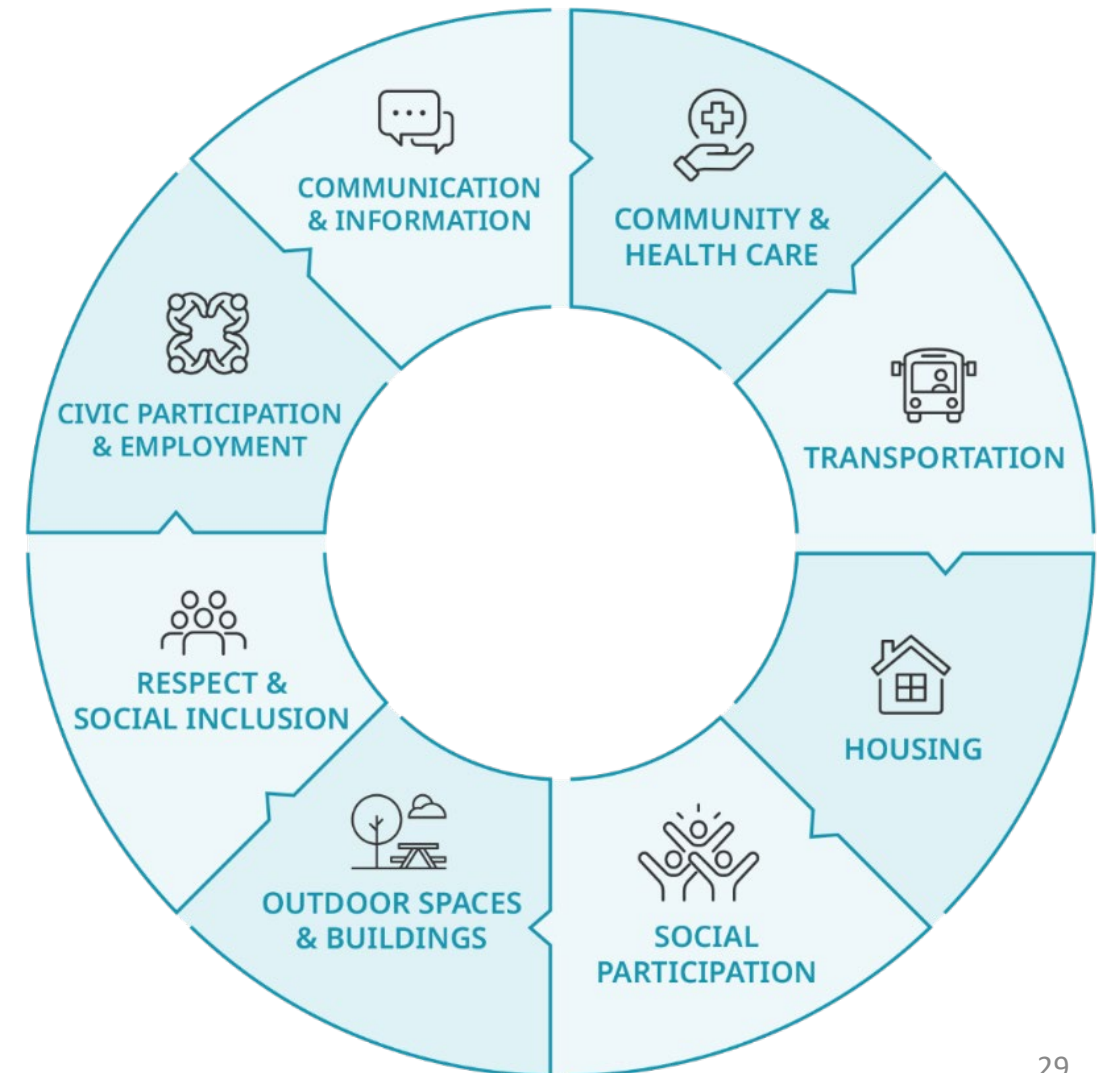 COMMUNICATION
& INFORMATION
COMMUNITY &
HEALTH CARE
TRANSPORTATION
HOUSING
SOCIAL
PARTICIPATION
OUTDOOR SPACES
& BUILDINGS
RESPECT &
SOCIAL INCLUSION
CIVIC PARTICIPATION
& EMPLOYMENT
29